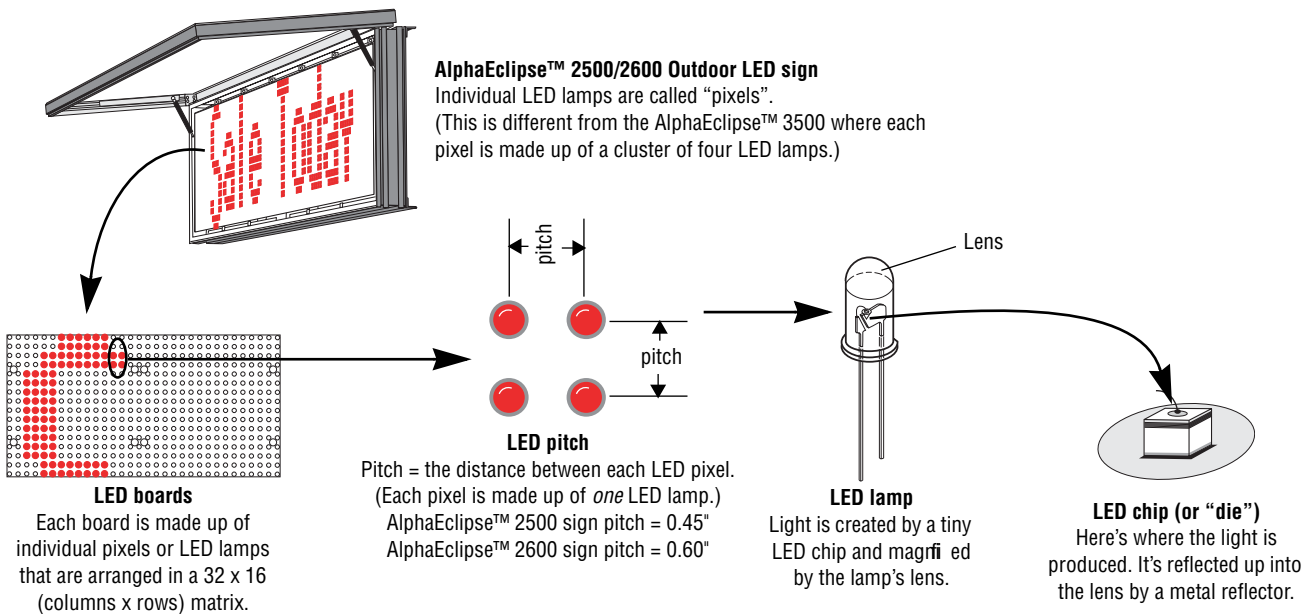 AlphaEclipse™ 2500/2600 Outdoor LED sign
Individual LED lamps are called “pixels”.
(This is different from the AlphaEclipse™ 3500 where each
pixel is made up of a cluster of four LED lamps.)
Sale Today
pitch
pitch
Lens
LED boards
Each board is made up of
individual pixels or LED lamps
that are arranged in a 32 x 16
(columns x rows) matrix.
LED pitch
Pitch = the distance between each LED pixel.
(Each pixel is made up of one LED lamp.)
AlphaEclipse™ 2500 sign pitch = 0.45"
AlphaEclipse™ 2600 sign pitch = 0.60"
LED lamp
Light is created by a tiny
LED chip and magnfi ed
by the lamp’s lens.
LED chip (or “die”)
Here’s where the light is
produced. It’s reflected up into
the lens by a metal reflector.